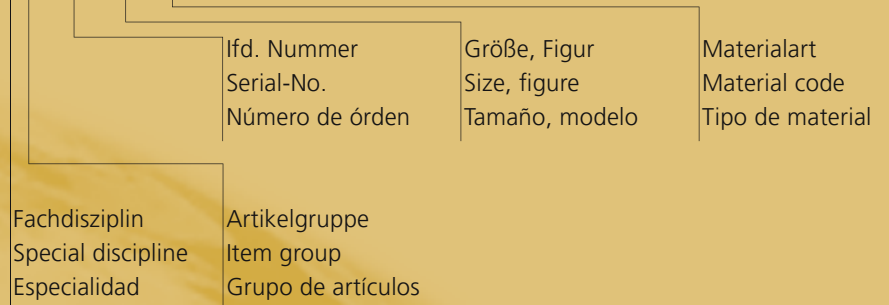 lfd. Nummer
Serial-No.
Número de órden
Größe, Figur
Size, figure
Tamaño, modelo
Materialart
Material code
Tipo de material
Fachdisziplin
Special discipline
Especialidad
Artikelgruppe
Item group
Grupo de artículos